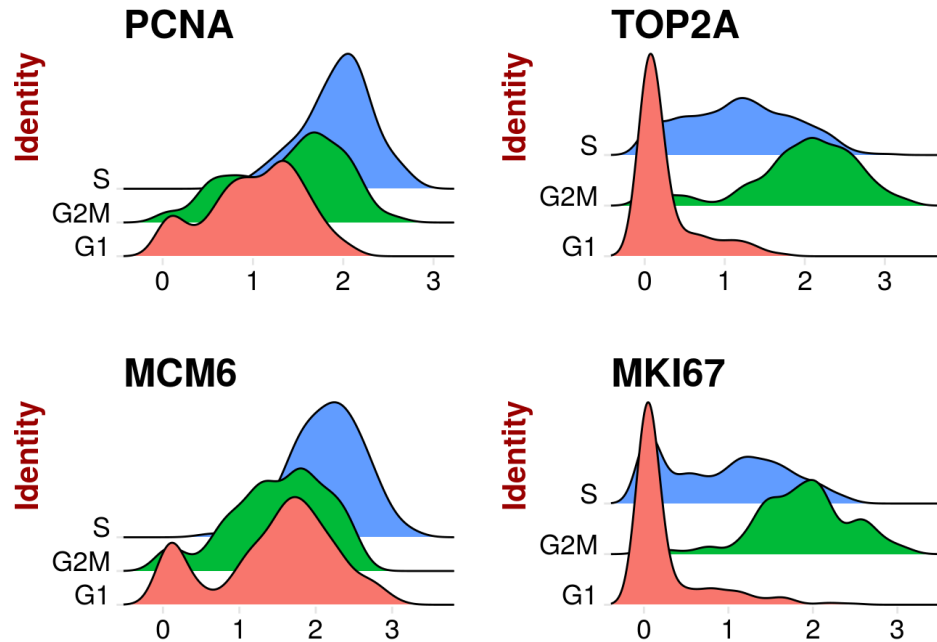 PCNA
Identity
S
G2M
G1
0 1 2 3
TOP2A
Identity
S
G2M
G1
0 1 2 3
MCM6
Identity
S
G2M
G1
0 1 2 3
MKI67
Identity
S
G2M
G1
0 1 2 3